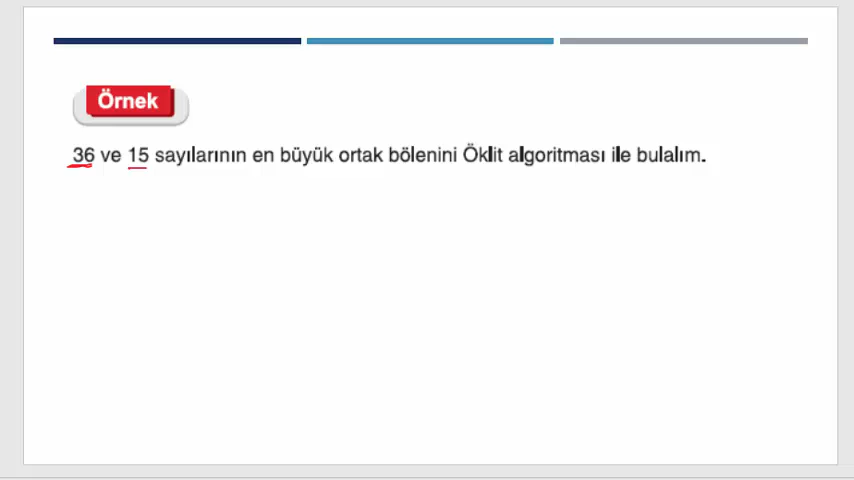 Örnek
36 ve 15 sayılarının en büyük ortak bölenini Öklit algoritması ile bulalım.